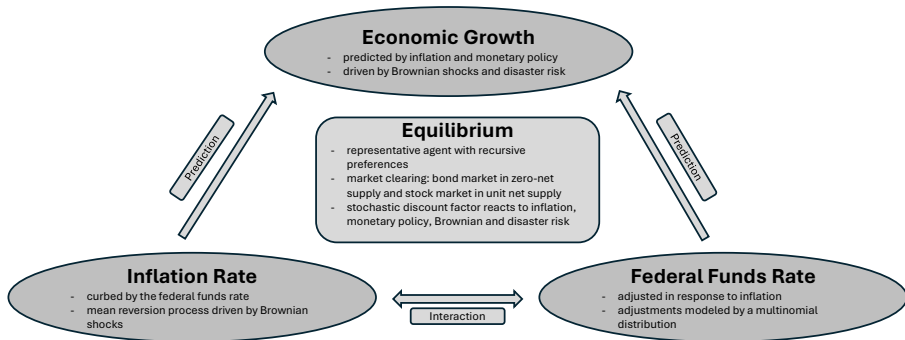 Economic Growth
- predicted by inflation and monetary policy
- driven by Brownian shocks and disaster risk
Prediction
Prediction
Equilibrium
- representative agent with recursive
preferences
- market clearing: bond market in zero-net
supply and stock market in unit net supply
- stochastic discount factor reacts to inflation,
monetary policy, Brownian and disaster risk
Inflation Rate
- curbed by the federal funds rate
- mean reversion process driven by Brownian
shocks
Interaction
Federal Funds Rate
- adjusted in response to inflation
- adjustments modeled by a multinomial
distribution